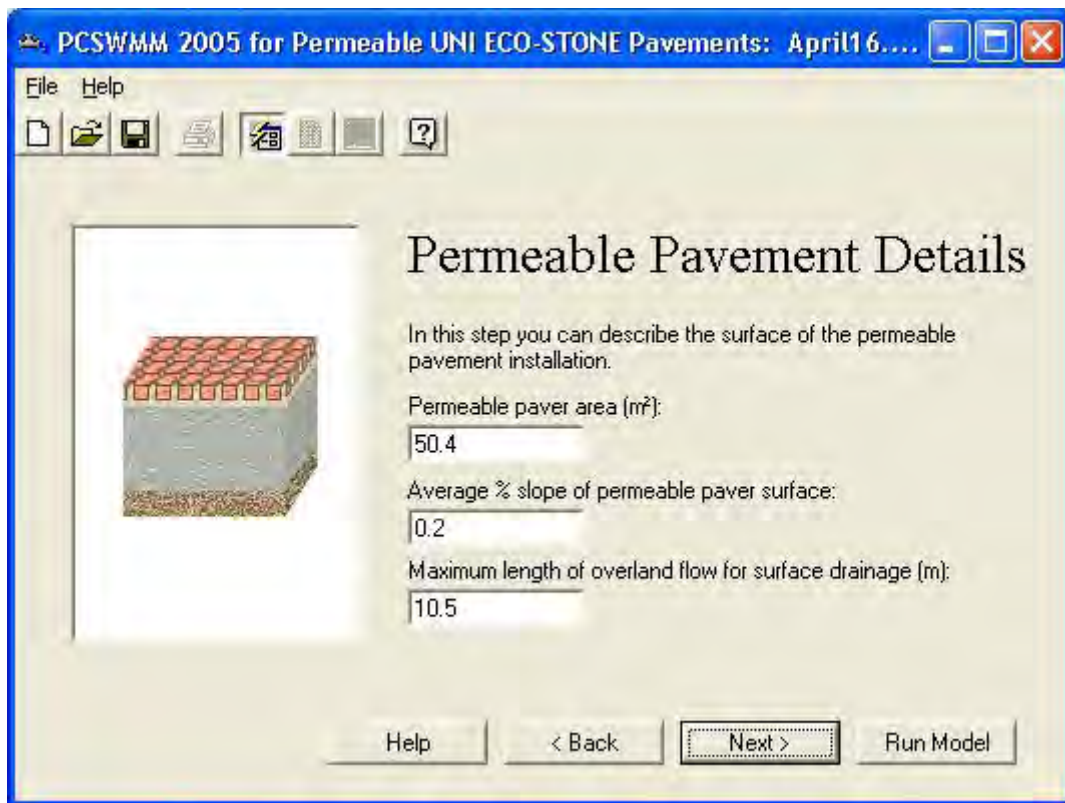 PCSWMM 2005 for Permeable UNI ECO-STONE Pavements: April16....
File Help
Permeable Pavement Details
In this step you can describe the surface of the permeable
pavement installation.
Permeable paver area (m²):
50.4
Average % slope of permeable paver surface:
0.2
Maximum length of overland flow for surface drainage (m):
10.5
Help < Back Next > Run Model